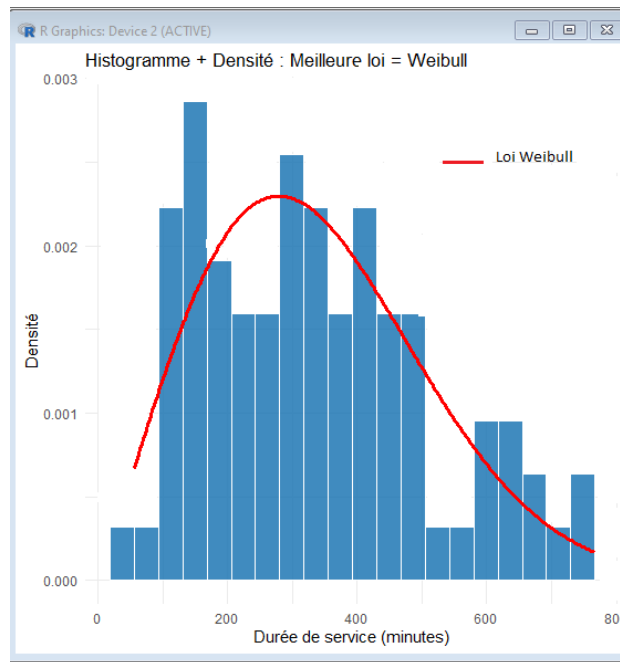 R Graphics: Device 2 (ACTIVE)
Histogramme + Densité : Meilleure loi = Weibull
0.003
Loi Weibull
0.002
Densité
0.001
0.000
0 200 400 600 80
Durée de service (minutes)